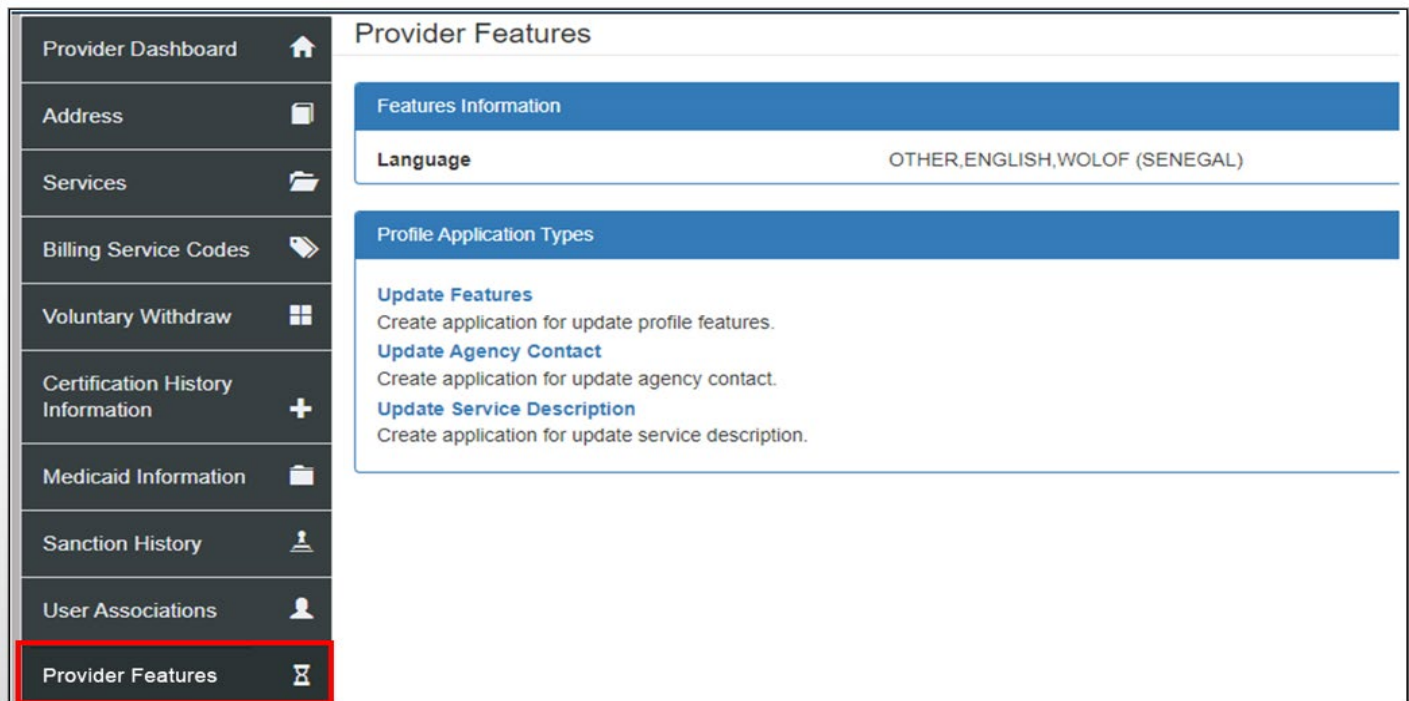 Provider Dashboard
Address
Services
Billing Service Codes
Voluntary Withdraw
Certification History
Information
Medicaid Information
Sanction History
User Associations
Provider Features
Provider Features
Features Information
Language OTHER,ENGLISH,WOLOF (SENEGAL)
Profile Application Types
Update Features
Create application for update profile features.
Update Agency Contact
Create application for update agency contact.
Update Service Description
Create application for update service description.